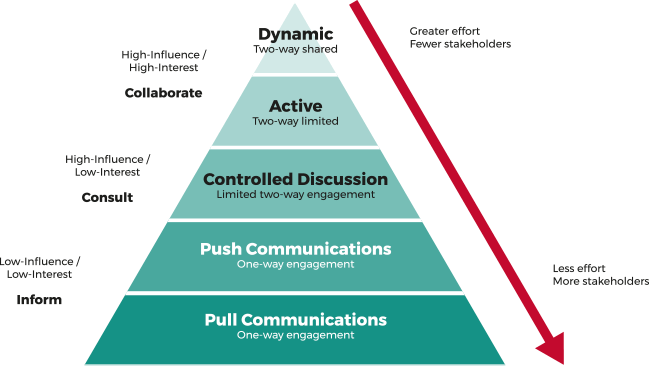 Dynamic
Two-way shared
Greater effort
Fewer stakeholders
High-Influence /
High-Interest
Collaborate
Active
Two-way limited
High-Influence /
Low-Interest
Consult
Controlled Discussion
Limited two-way engagement
Push Communications
One-way engagement
Low-Influence /
Low-Interest
Inform
Less effort
More stakeholders
Pull Communications
One-way engagement